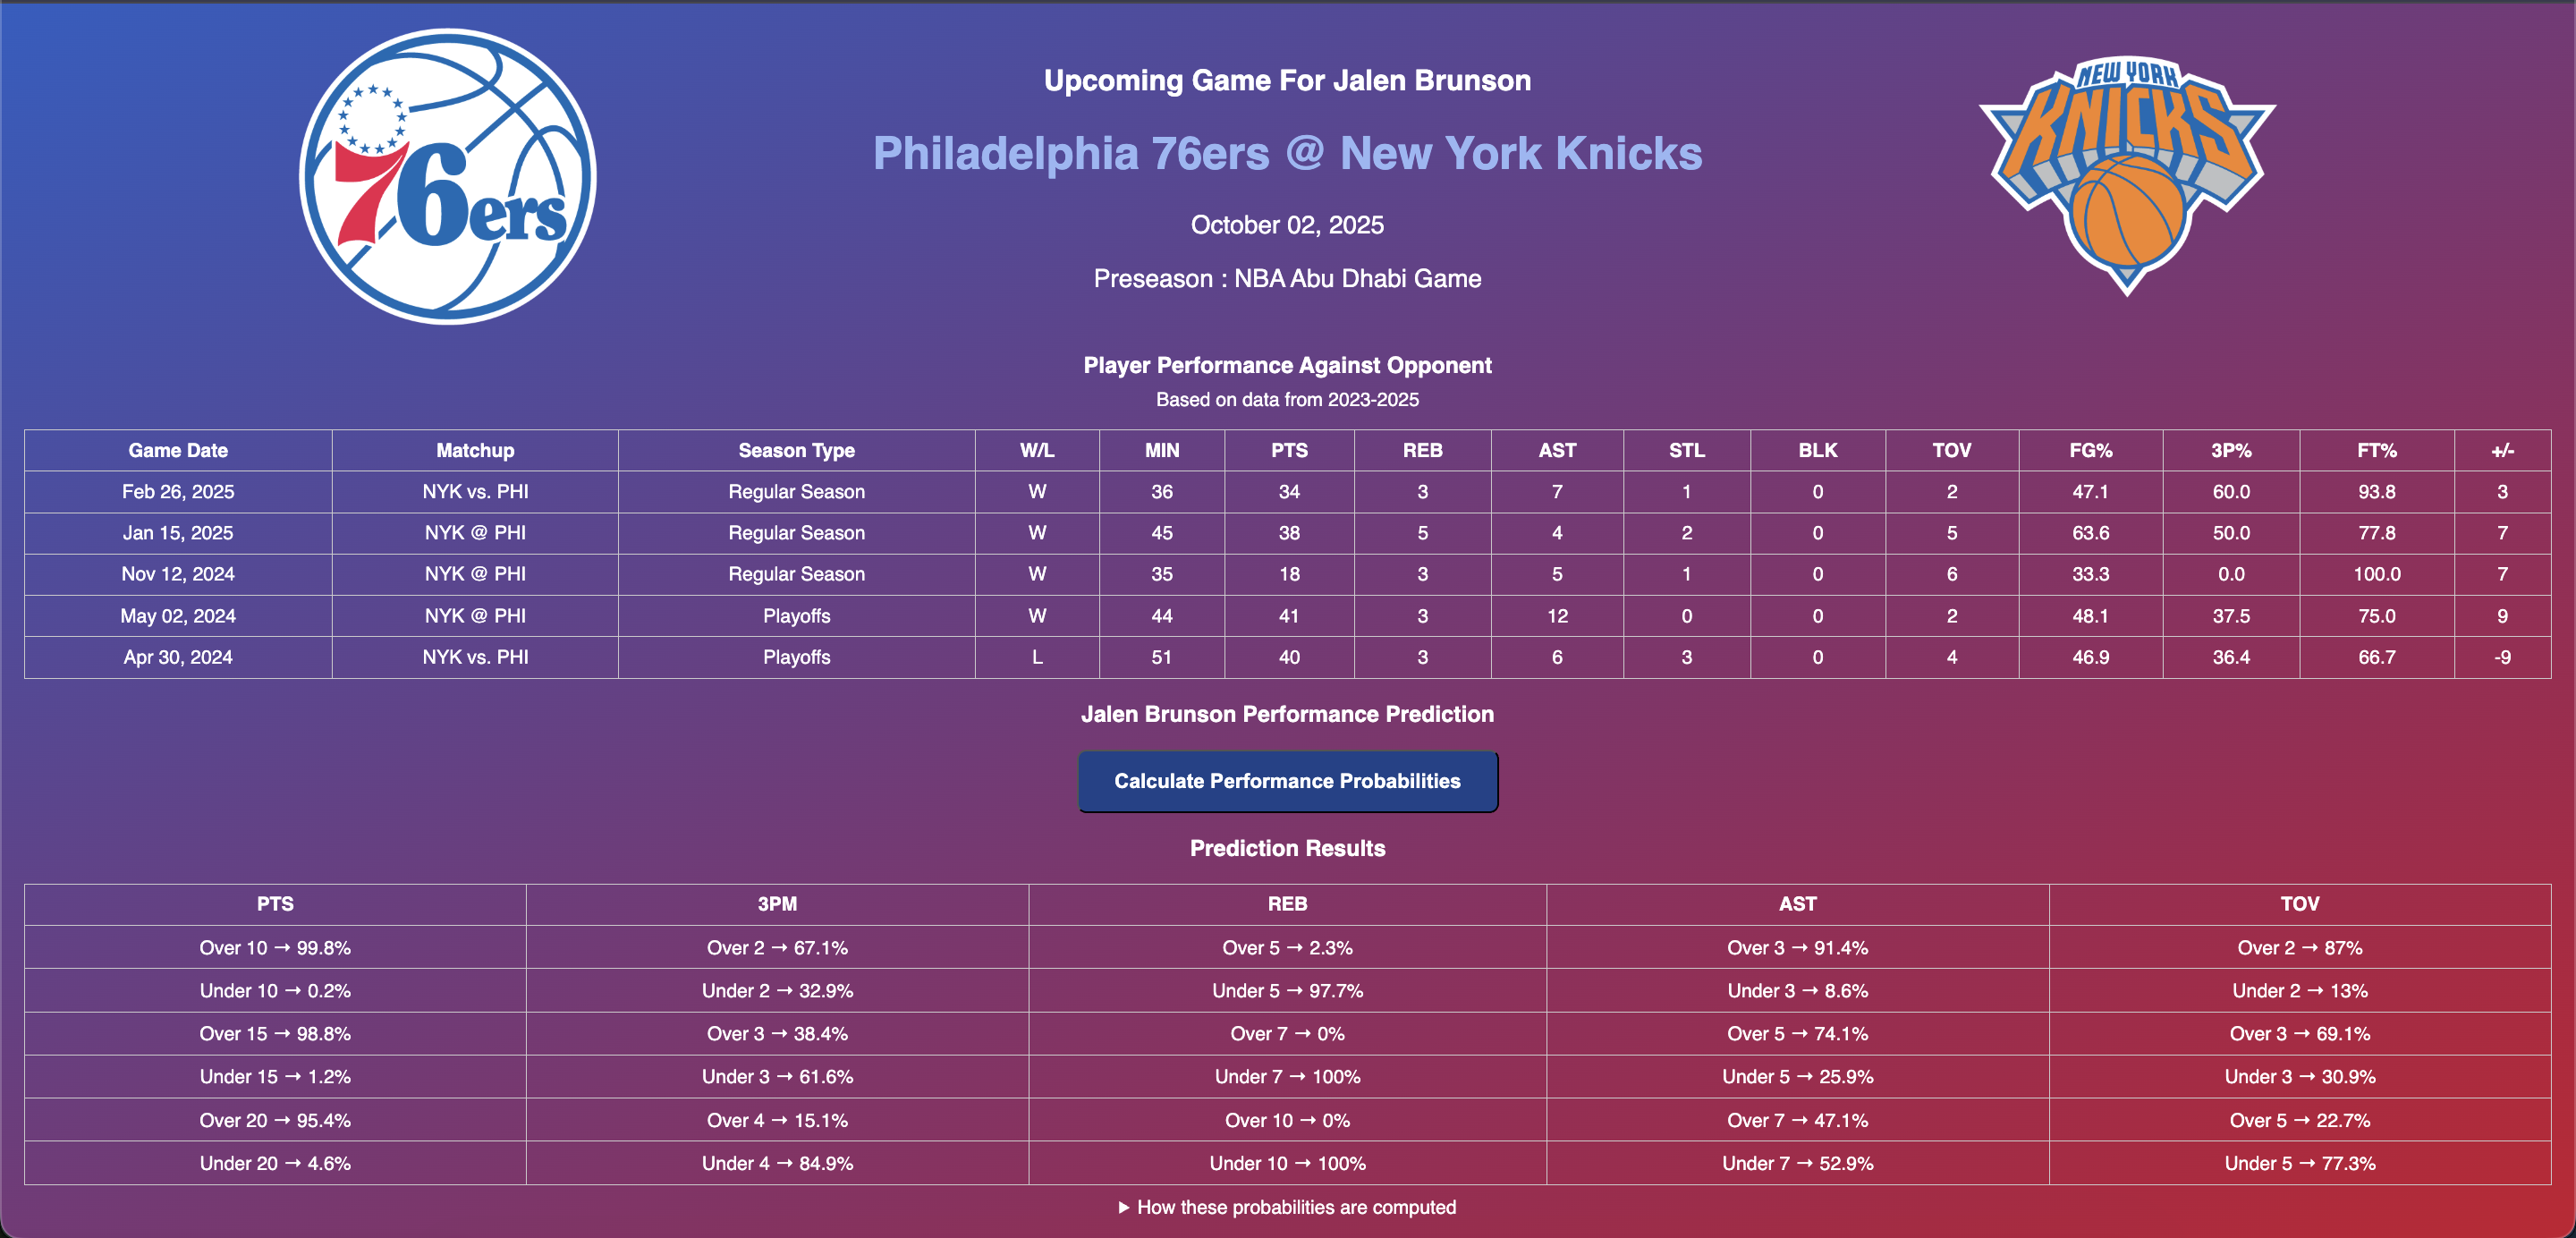 76ers
NEW YORK
KNICKS
Upcoming Game For Jalen Brunson
Philadelphia 76ers @ New York Knicks
October 02, 2025
Preseason : NBA Abu Dhabi Game
Player Performance Against Opponent
Based on data from 2023-2025
Game Date Matchup Season Type W/L MIN PTS REB AST STL BLK TOV FG% 3P% FT% +/-
Feb 26, 2025 NYK vs. PHI Regular Season W 36 34 3 7 1 0 2 47.1 60.0 93.8 3
Jan 15, 2025 NYK @ PHI Regular Season W 45 38 5 4 2 0 5 63.6 50.0 77.8 7
Nov 12, 2024 NYK @ PHI Regular Season W 35 18 3 5 1 0 6 33.3 0.0 100.0 7
May 02, 2024 NYK @ PHI Playoffs W 44 41 3 12 0 0 2 48.1 37.5 75.0 9
Apr 30, 2024 NYK vs. PHI Playoffs L 51 40 3 6 3 0 4 46.9 36.4 66.7 -9
Jalen Brunson Performance Prediction
Calculate Performance Probabilities
Prediction Results
PTS 3PM REB AST TOV
Over 10 → 99.8% Over 2 → 67.1% Over 5 → 2.3% Over 3 → 91.4% Over 2 → 87%
Under 10 → 0.2% Under 2 → 32.9% Under 5 → 97.7% Under 3 → 8.6% Under 2 → 13%
Over 15 → 98.8% Over 3 → 38.4% Over 7 → 0% Over 5 → 74.1% Over 3 → 69.1%
Under 15 → 1.2% Under 3 → 61.6% Under 7 → 100% Under 5 → 25.9% Under 3 → 30.9%
Over 20 → 95.4% Over 4 → 15.1% Over 10 → 0% Over 7 → 47.1% Over 5 → 22.7%
Under 20 → 4.6% Under 4 → 84.9% Under 10 → 100% Under 7 → 52.9% Under 5 → 77.3%
▶ How these probabilities are computed